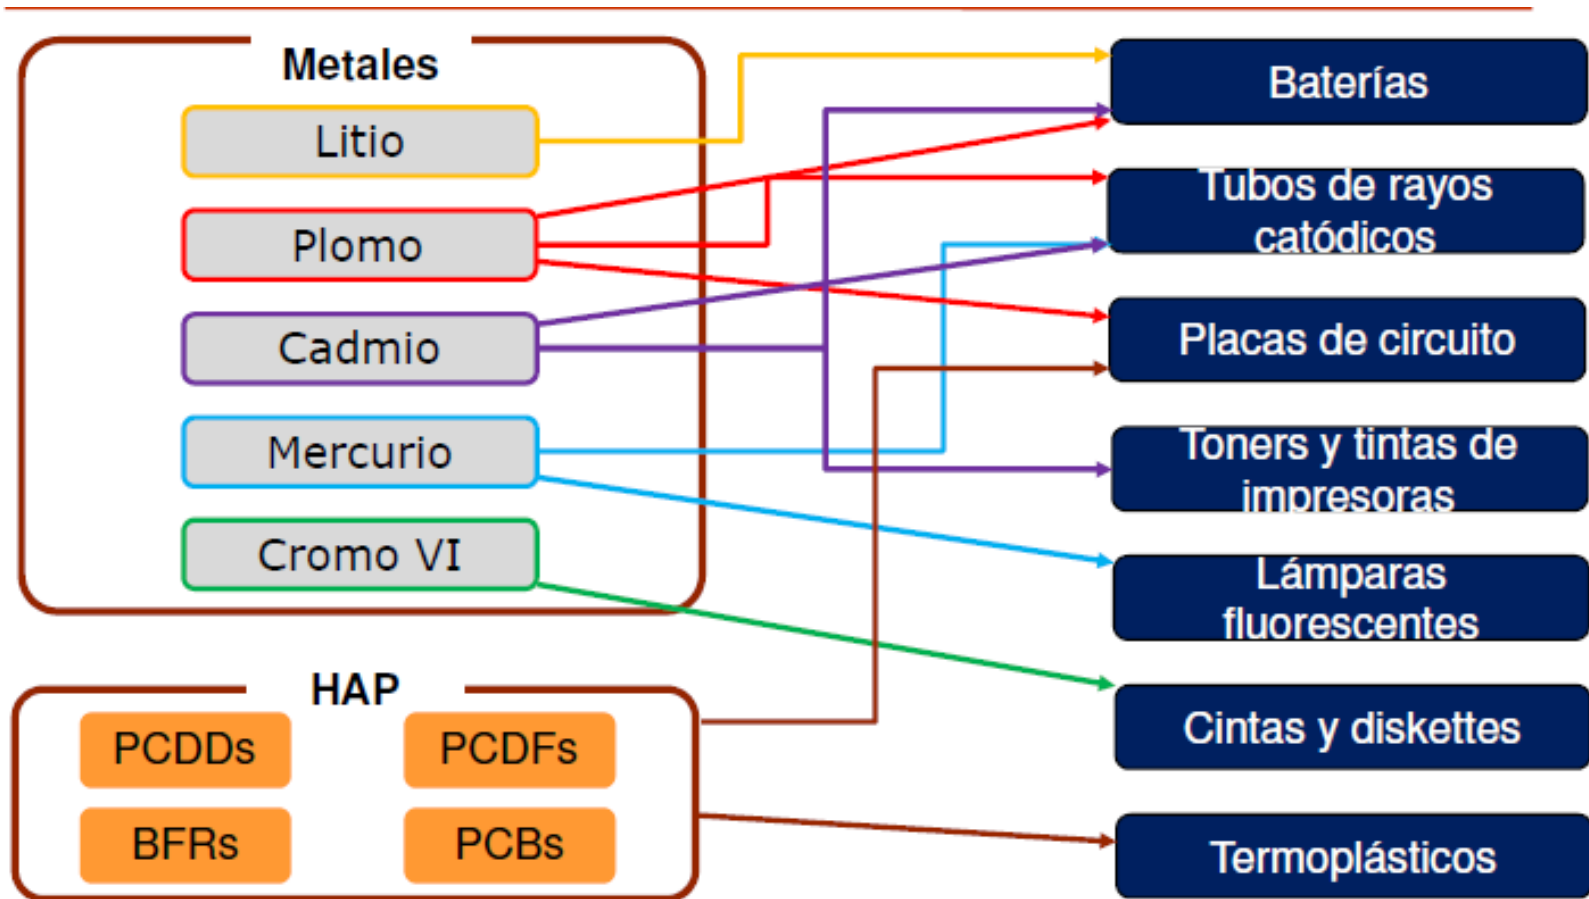 Metales
Litio
Plomo
Cadmio
Mercurio
Cromo VI
HAP
PCDDs
PCDFs
BFRs
PCBs
Baterías
Tubos de rayos
catódicos
Placas de circuito
Toners y tintas de
impresoras
Lámparas
fluorescentes
Cintas y diskettes
Termoplásticos